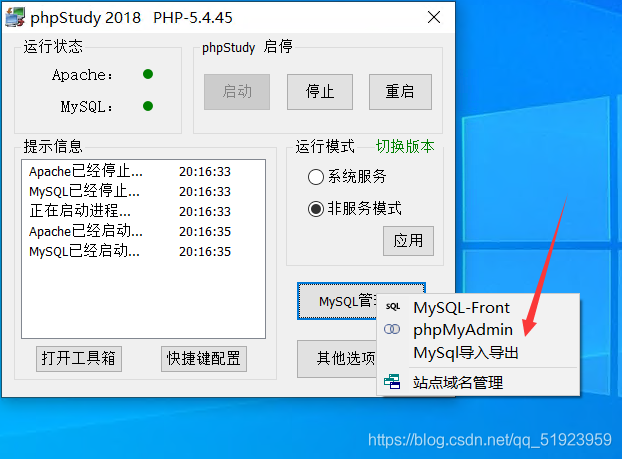 phpStudy 2018 PHP-5.4.45
运行状态
Apache:
MySQL:
phpStudy 启停
启动 停止 重启
提示信息
Apache已经停止... 20:16:33
MySQL已经停止... 20:16:33
正在启动进程... 20:16:33
Apache已经启动... 20:16:35
MySQL已经启动... 20:16:35
打开工具箱 快捷键配置
运行模式 切换版本
系统服务
非服务模式
应用
MySQL管
其他选项
SQL MySQL-Front
phpMyAdmin
MySql导入导出
站点域名管理
https://blog.csdn.net/qq_51923959